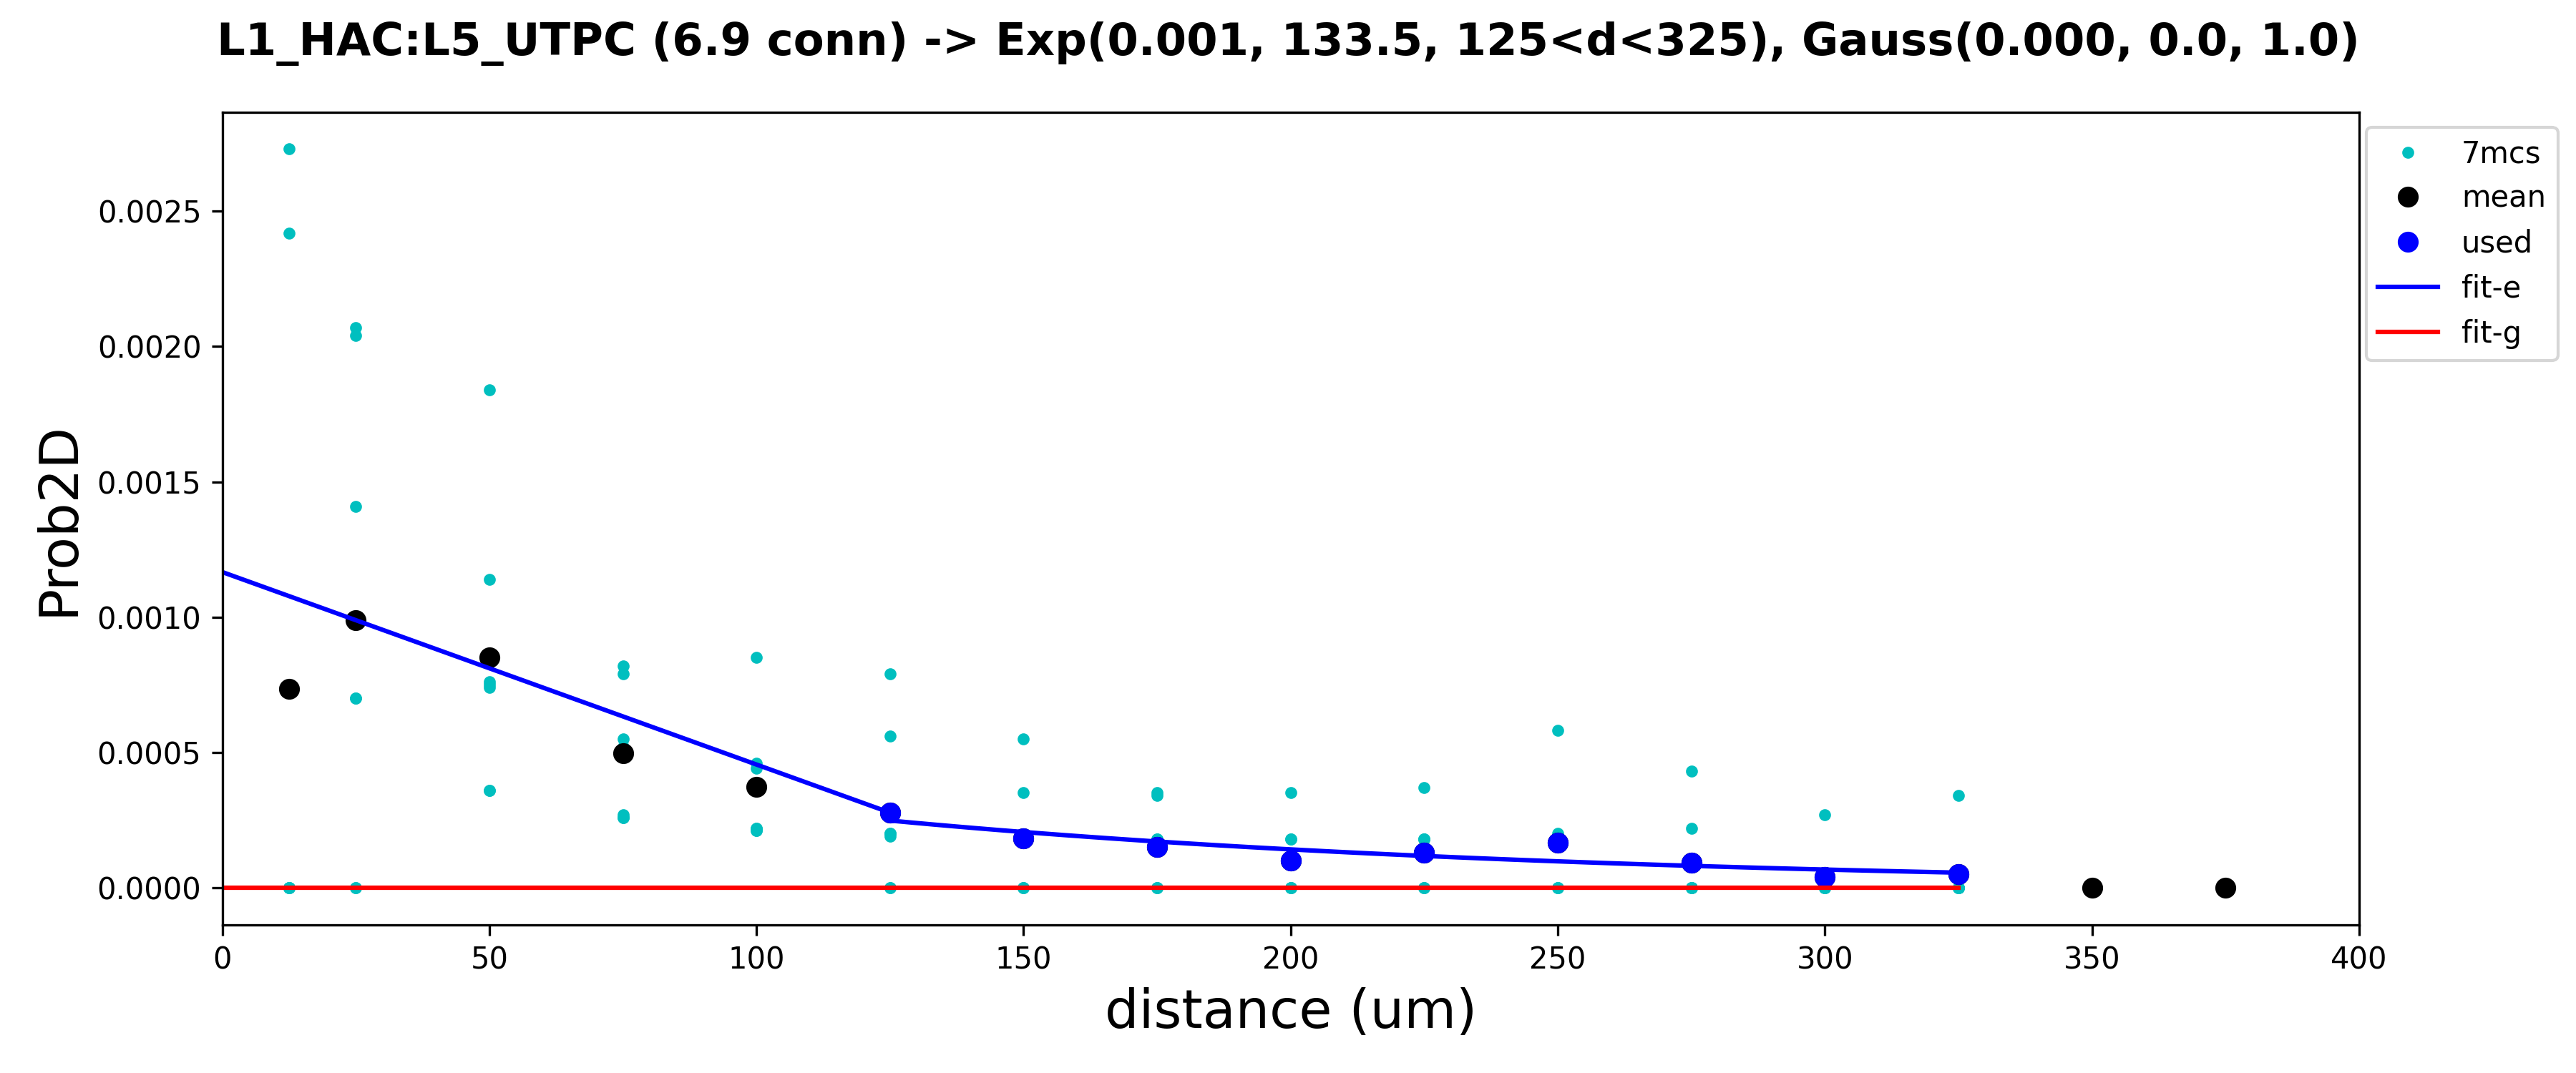 L1_HAC:L5_UTPC (6.9 conn) -> Exp(0.001, 133.5, 125<d<325), Gauss(0.000, 0.0, 1.0)
7mcs
mean
used
fit-e
fit-g
0.0025
0.0020
0.0015
0.0010
0.0005
0.0000
Prob2D
0 50 100 150 200 250 300 350 400
distance (um)